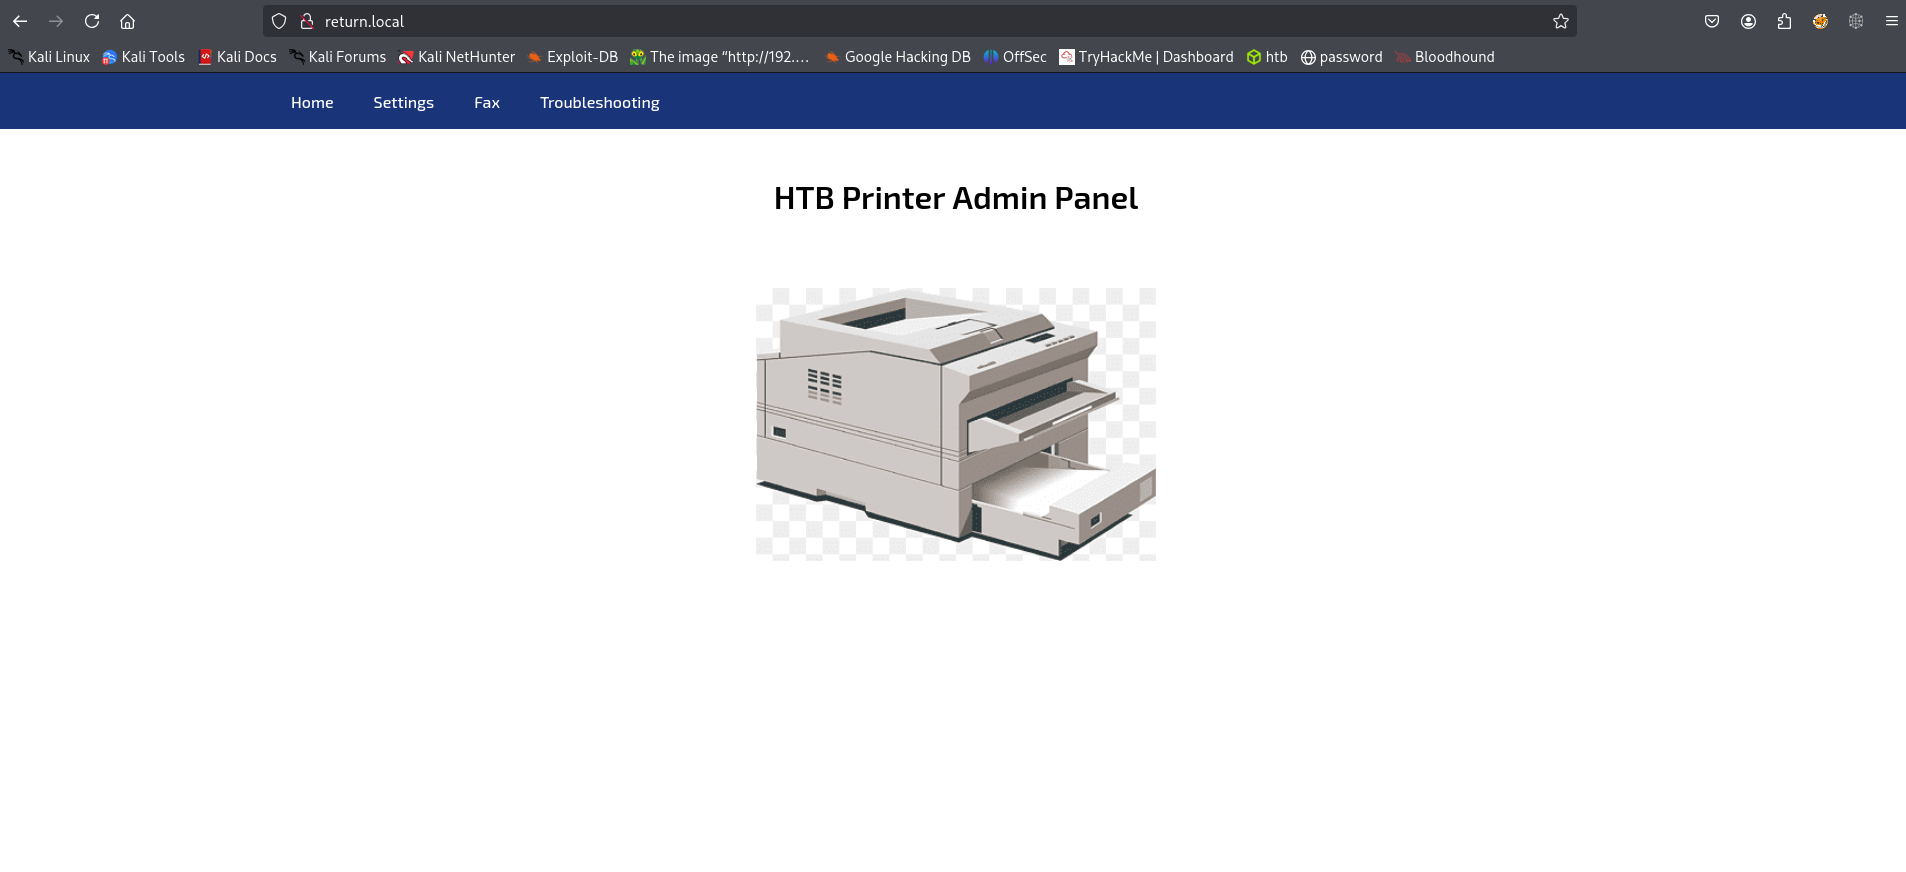 return.local
Kali Linux Kali Tools Kali Docs Kali Forums Kali NetHunter Exploit-DB The image “http://192.… Google Hacking DB OffSec TryHackMe | Dashboard htb password Bloodhound
Home Settings Fax Troubleshooting
HTB Printer Admin Panel